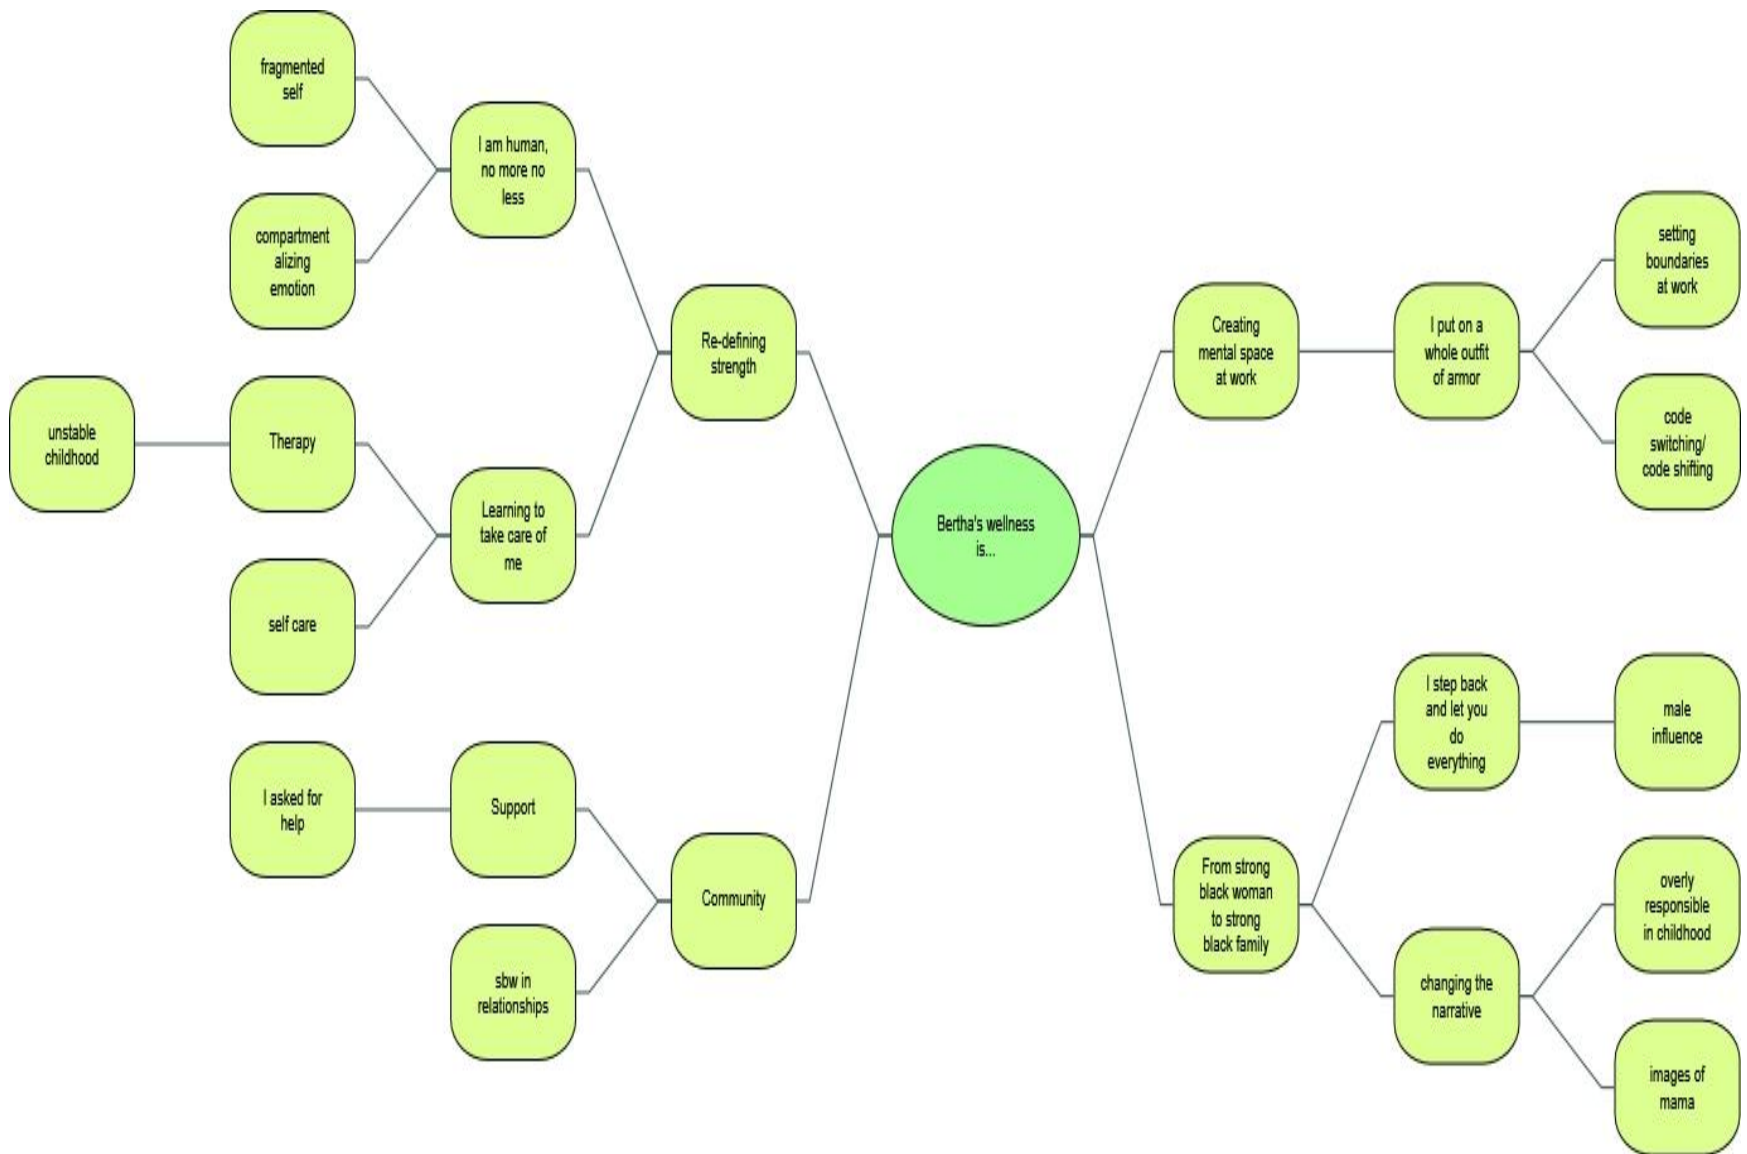 fragmented
self
I am human,
no more no
less
compartment
alizing
emotion
Re-defining
strength
unstable
childhood
Therapy
Learning to
take care of
me
self care
I asked for
help
Support
Community
sbw in
relationships
Bertha's wellness
is...
Creating
mental space
at work
I put on a
whole outfit
of armor
setting
boundaries
at work
code
switching/
code shifting
From strong
black woman
to strong
black family
I step back
and let you
do
everything
male
influence
changing the
narrative
overly
responsible
in childhood
images of
mama